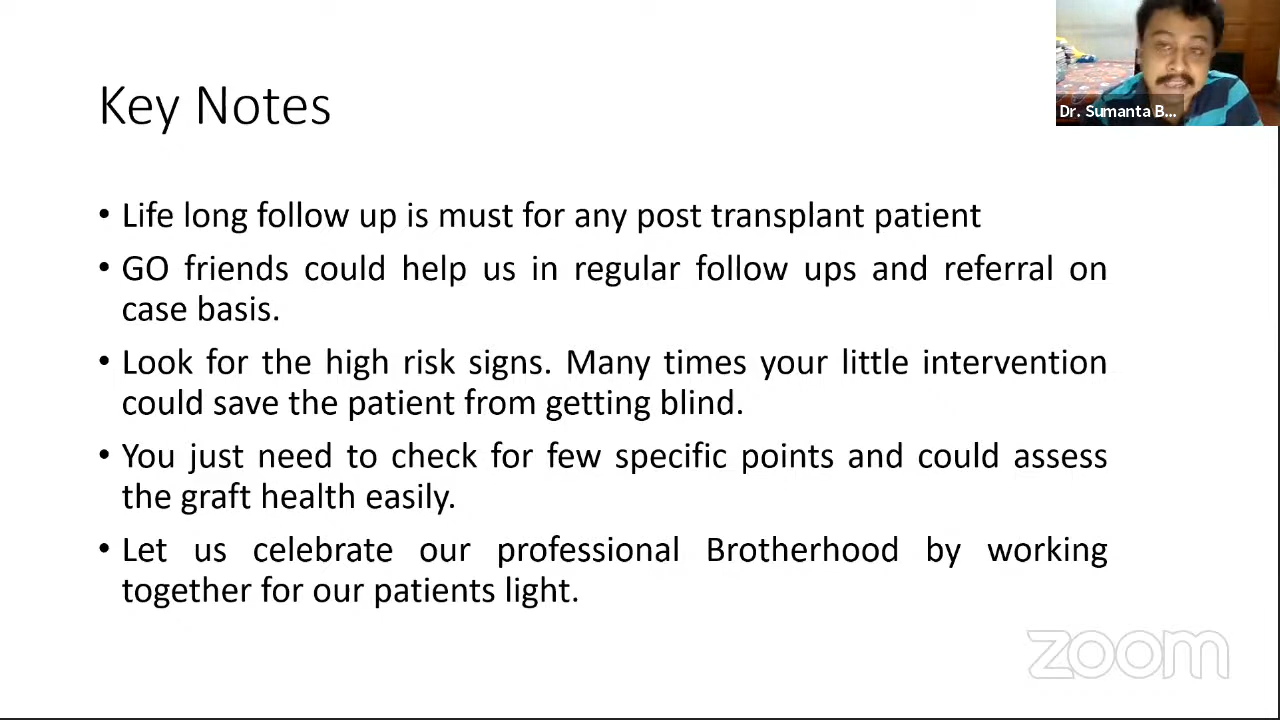 Key Notes
Dr. Sumanta B...
• Life long follow up is must for any post transplant patient
• GO friends could help us in regular follow ups and referral on
case basis.
• Look for the high risk signs. Many times your little intervention
could save the patient from getting blind.
• You just need to check for few specific points and could assess
the graft health easily.
• Let us celebrate our professional Brotherhood by working
together for our patients light.
zoom